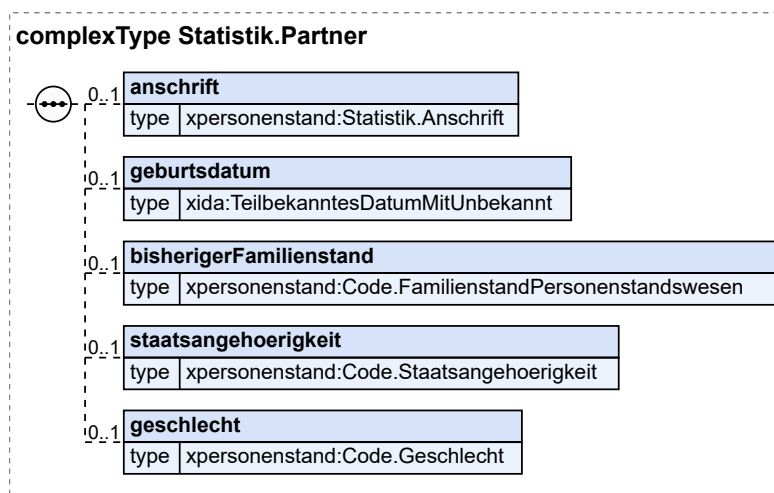 complexType Statistik.Partner
0..1 anschrift
type xpersonenstand:Statistik.Anschrift
0..1 geburtsdatum
type xida:TeilbekanntesDatumMitUnbekannt
0..1 bisherigerFamilienstand
type xpersonenstand:Code.FamilienstandPersonenstandswesen
0..1 staatsangehoerigkeit
type xpersonenstand:Code.Staatsangehoerigkeit
0..1 geschlecht
type xpersonenstand:Code.Geschlecht